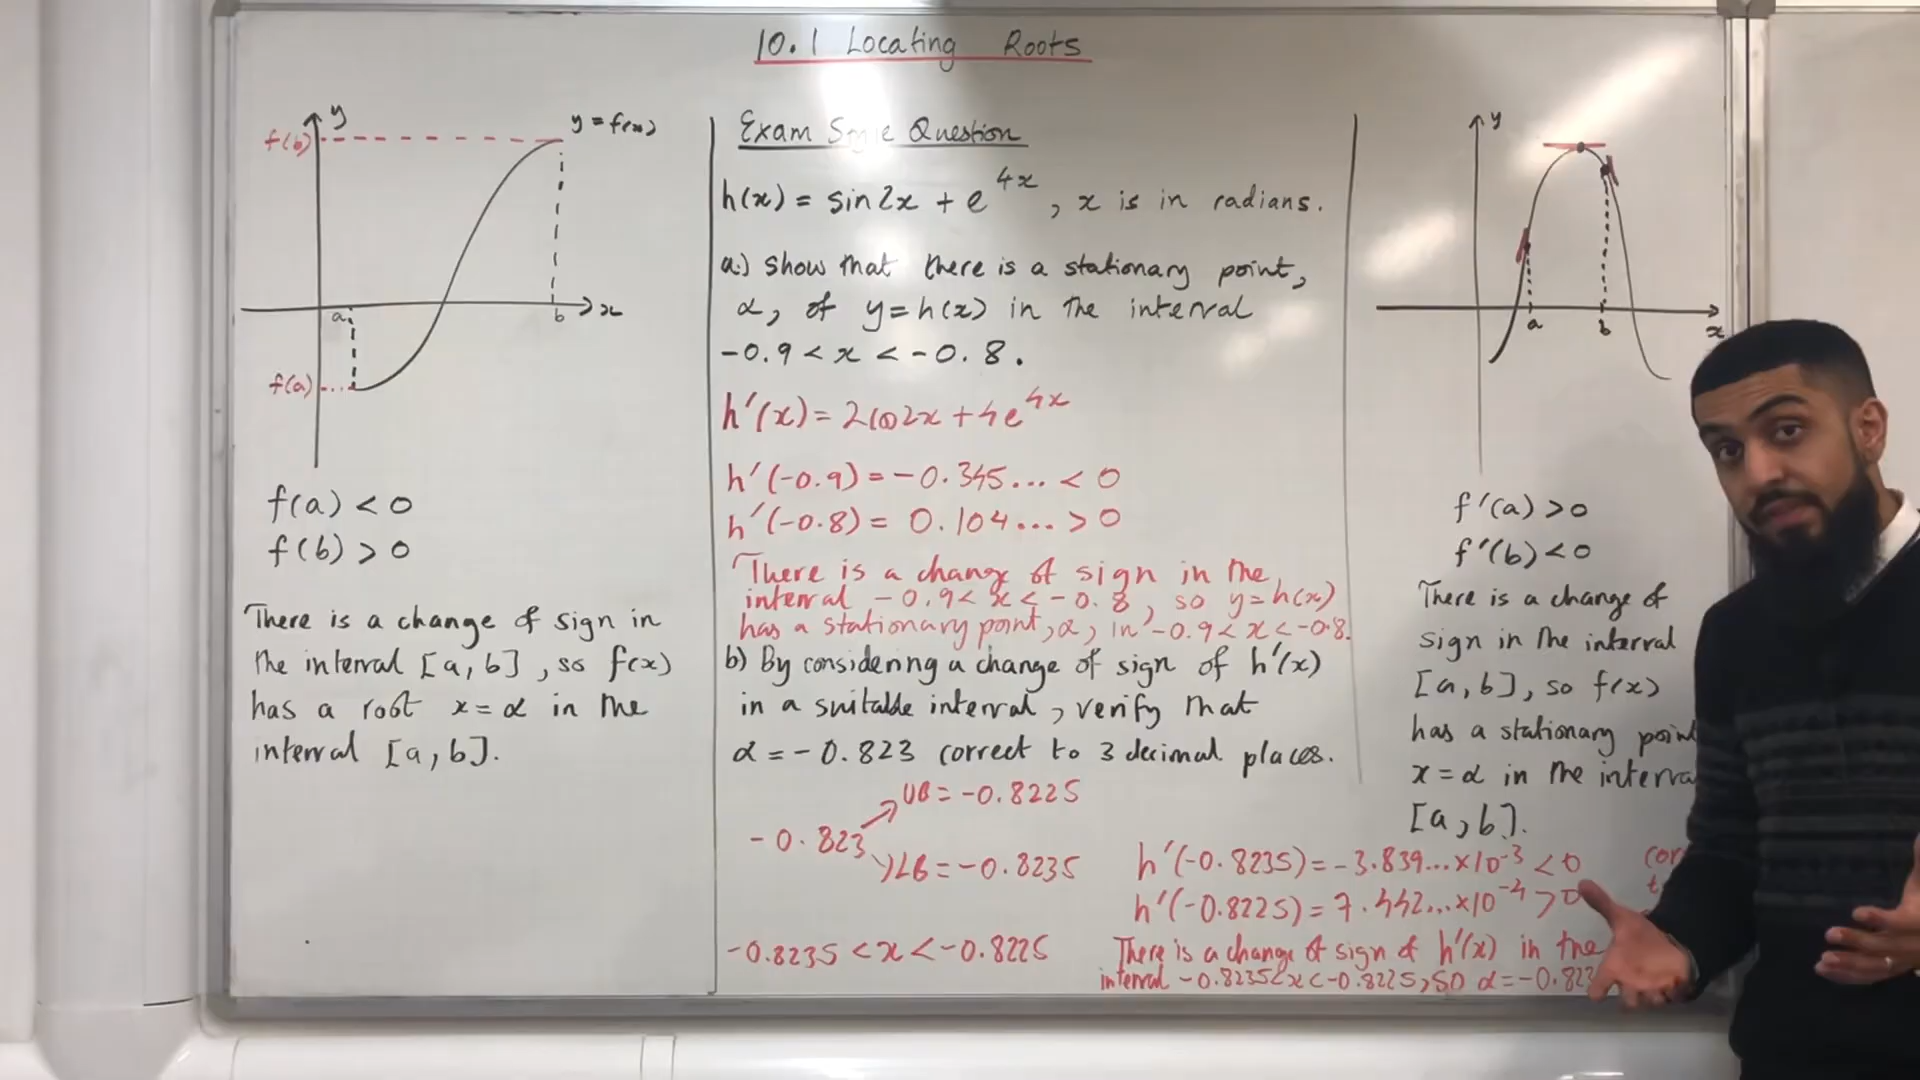 10.1 Locating Roots
y
y = f(x)
f(b)
a
b
x
f(a)
f(a) < 0
f(b) > 0
There is a change of sign in
the interval [a, b], so f(x)
has a root x = α in the
interval [a, b].
Exam Style Question
h(x) = sin2x + e^4x, x is in radians.
a.) Show that there is a stationary point,
α, of y = h(x) in the interval
-0.9 < x < -0.8.
h'(x) = 2cos2x + 4e^4x
h'(-0.9) = -0.345... < 0
h'(-0.8) = 0.104... > 0
There is a change of sign in the
interval -0.9 < x < -0.8, so y = h(x)
has a stationary point, α, in -0.9 < x < -0.8.
b) By considering a change of sign of h'(x)
in a suitable interval, verify that
α = -0.823 correct to 3 decimal places.
UB = -0.8225
-0.823
LB = -0.8235
-0.8235 < x < -0.8225
h'(-0.8235) = -3.839... x10^-3 < 0
h'(-0.8225) = 7.442... x10^-4 > 0
There is a change of sign of h'(x) in the
interval -0.8235 < x < -0.8225, so α = -0.823
y
a
b
x
f'(a) > 0
f'(b) < 0
There is a change of
sign in the interval
[a, b], so f(x)
has a stationary point
x = α in the interva
[a, b].